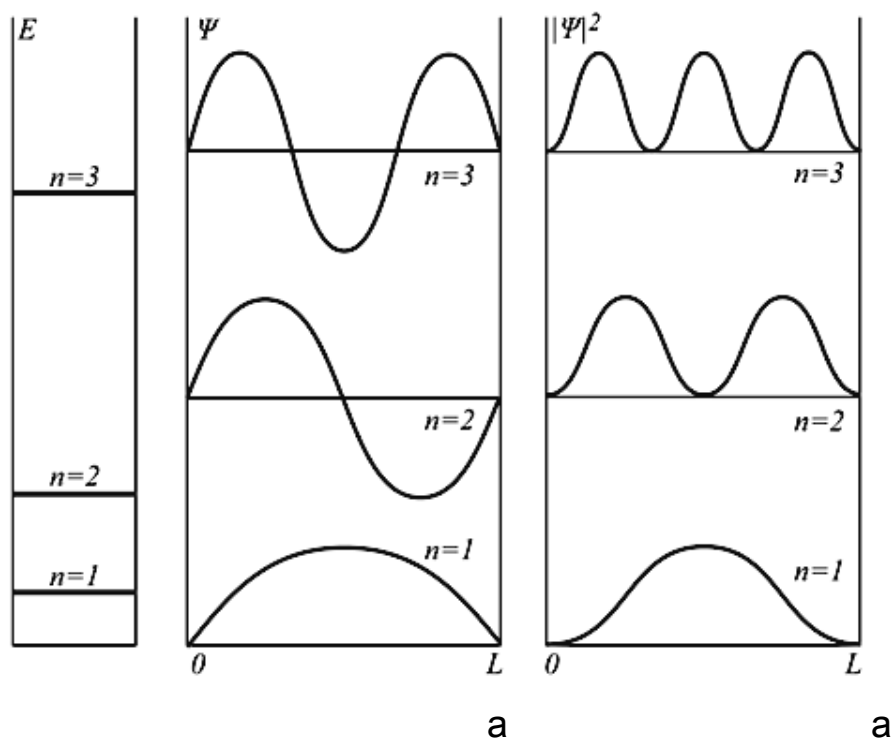 E Ψ |Ψ|²
n=3 n=3 n=3
n=2 n=2 n=2
n=1 n=1 n=1
0 L 0 L
a a